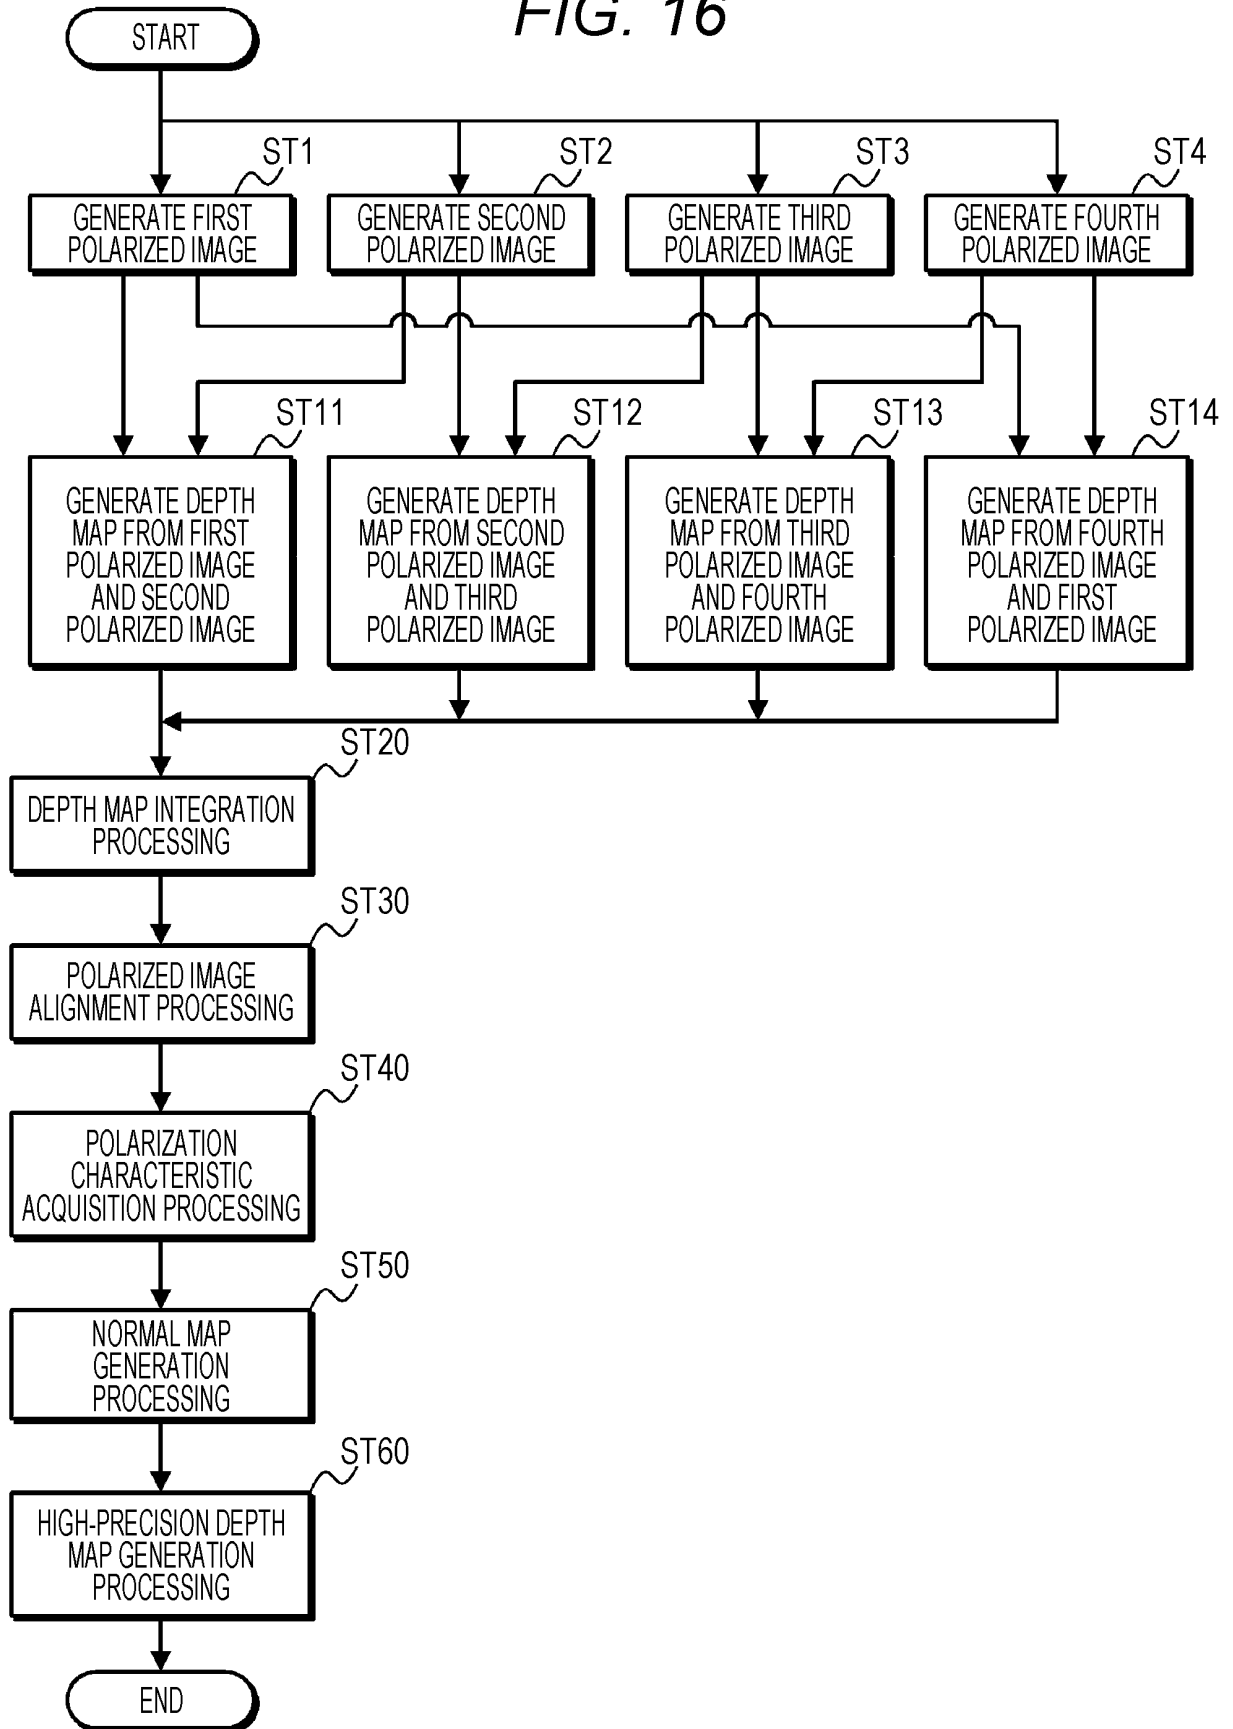 FIG. 16
START
ST1
GENERATE FIRST
POLARIZED IMAGE
ST2
GENERATE SECOND
POLARIZED IMAGE
ST3
GENERATE THIRD
POLARIZED IMAGE
ST4
GENERATE FOURTH
POLARIZED IMAGE
ST11
GENERATE DEPTH
MAP FROM FIRST
POLARIZED IMAGE
AND SECOND
POLARIZED IMAGE
ST12
GENERATE DEPTH
MAP FROM SECOND
POLARIZED IMAGE
AND THIRD
POLARIZED IMAGE
ST13
GENERATE DEPTH
MAP FROM THIRD
POLARIZED IMAGE
AND FOURTH
POLARIZED IMAGE
ST14
GENERATE DEPTH
MAP FROM FOURTH
POLARIZED IMAGE
AND FIRST
POLARIZED IMAGE
ST20
DEPTH MAP INTEGRATION
PROCESSING
ST30
POLARIZED IMAGE
ALIGNMENT PROCESSING
ST40
POLARIZATION
CHARACTERISTIC
ACQUISITION PROCESSING
ST50
NORMAL MAP
GENERATION
PROCESSING
ST60
HIGH-PRECISION DEPTH
MAP GENERATION
PROCESSING
END